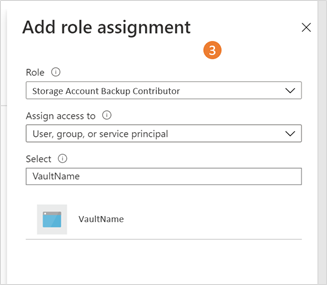 Add role assignment
3
Role
Storage Account Backup Contributor
Assign access to
User, group, or service principal
Select
VaultName
VaultName